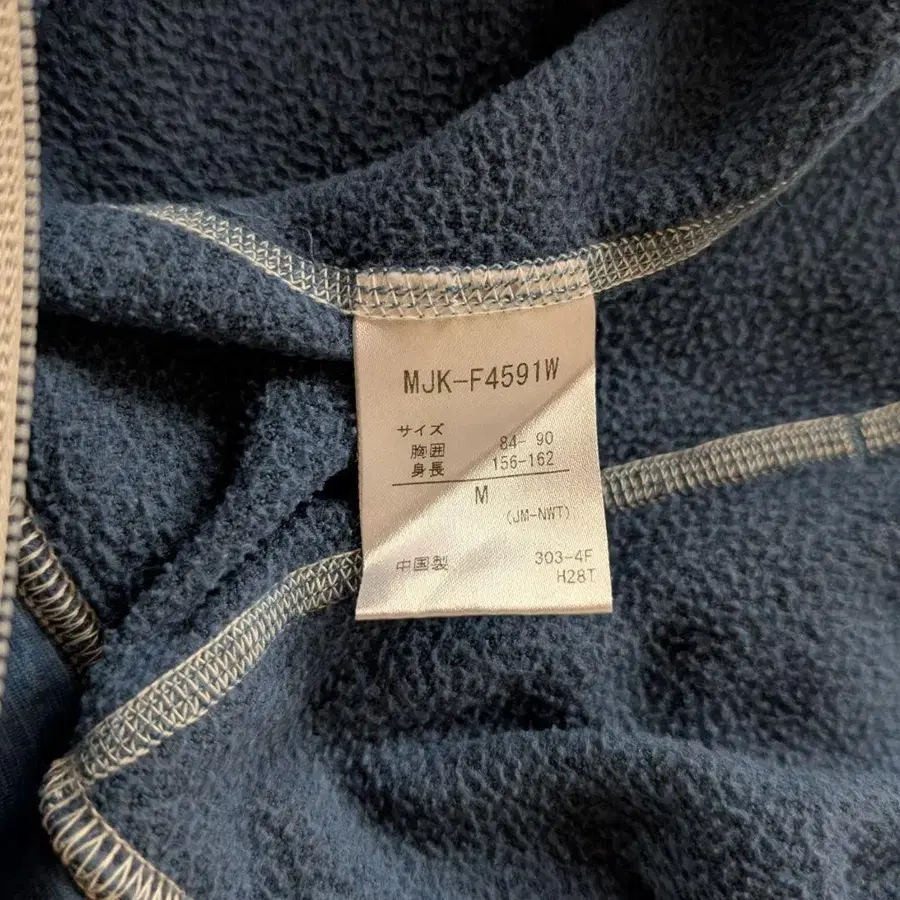 MJK-F4591W
サイズ
胸囲 84- 90
身長 156-162
M
(JM-NWT)
中国製 303-4F
H28T